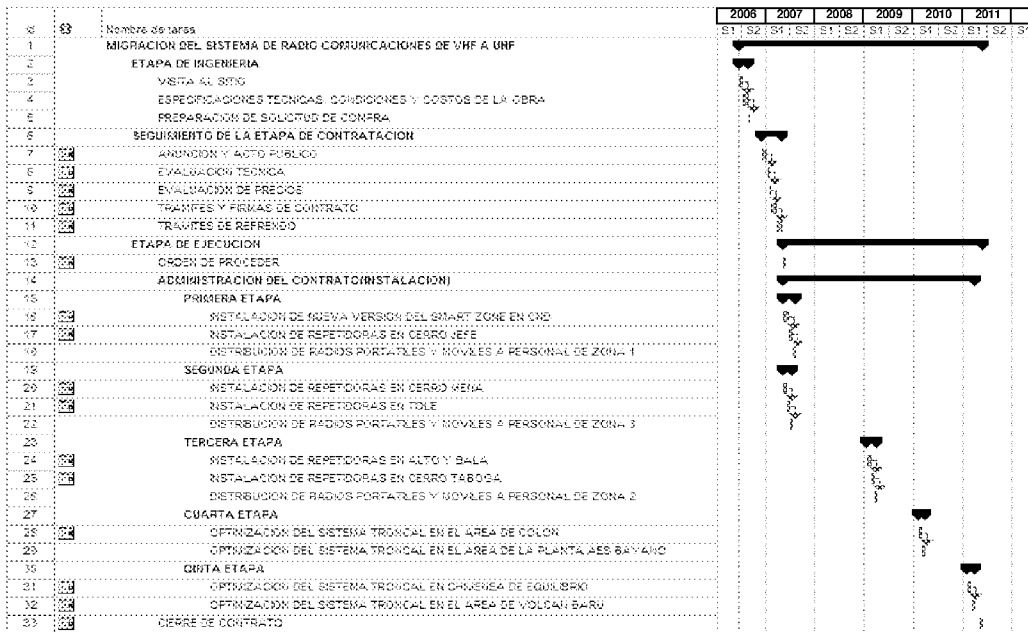 2006 2007 2008 2009 2010 2011
Id Nombre de tarea S1 S2 S1 S2 S1 S2 S1 S2 S1 S2 S1 S2 S1
1 MIGRACION DEL SISTEMA DE RADIO COMUNICACIONES DE VHF A UHF
2 ETAPA DE INGENIERIA
3 VISITA AL SITIO
4 ESPECIFICACIONES TECNICAS, CONDICIONES Y COSTOS DE LA OBRA
5 PREPARACION DE SOLICITUD DE COMPRA
6 SEGUIMIENTO DE LA ETAPA DE CONTRATACION
7 ANUNCION Y ACTO PUBLICO
8 EVALUACION TECNICA
9 EVALUACION DE PRECIOS
10 TRAMITES Y FIRMAS DE CONTRATO
11 TRAMITES DE REFRENDO
12 ETAPA DE EJECUCION
13 ORDEN DE PROCEDER
14 ADMINISTRACION DEL CONTRATO(INSTALACION)
15 PRIMERA ETAPA
16 INSTALACION DE NUEVA VERSION DEL SMART ZONE EN CND
17 INSTALACION DE REPETIDORAS EN CERRO JEFE
18 DISTRIBUCION DE RADIOS PORTATILES Y MOVILES A PERSONAL DE ZONA 1
19 SEGUNDA ETAPA
20 INSTALACION DE REPETIDORAS EN CERRO MENA
21 INSTALACION DE REPETIDORAS EN TOLE
22 DISTRIBUCION DE RADIOS PORTATILES Y MOVILES A PERSONAL DE ZONA 3
23 TERCERA ETAPA
24 INSTALACION DE REPETIDORAS EN ALTO Y BALA
25 INSTALACION DE REPETIDORAS EN CERRO TABOGA
26 DISTRIBUCION DE RADIOS PORTATILES Y MOVILES A PERSONAL DE ZONA 2
27 CUARTA ETAPA
28 OPTIMIZACION DEL SISTEMA TRONCAL EN EL AREA DE COLON
29 OPTIMIZACION DEL SISTEMA TRONCAL EN EL AREA DE LA PLANTA AES BAYANO
30 QINTA ETAPA
31 OPTIMIZACION DEL SISTEMA TRONCAL EN CHIMENEA DE EQUILIBRIO
32 OPTIMIZACION DEL SISTEMA TRONCAL EN EL AREA DE VOLCAN BARU
33 CIERRE DE CONTRATO